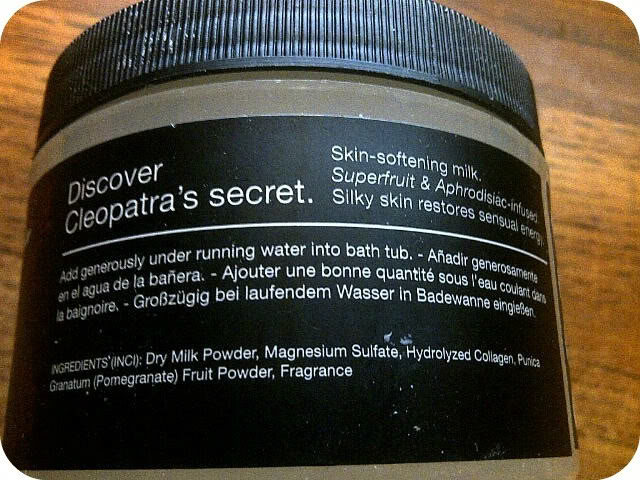 Discover
Cleopatra's secret.
Skin-softening milk.
Superfruit & Aphrodisiac-infused.
Silky skin restores sensual energy.
Add generously under running water into bath tub. - Añadir generosamente
en el agua de la bañera. - Ajouter une bonne quantité sous l'eau coulant dans
la baignoire. - Großzügig bei laufendem Wasser in Badewanne eingießen.
INGREDIENTS (INCI): Dry Milk Powder, Magnesium Sulfate, Hydrolyzed Collagen, Punica
Granatum (Pomegranate) Fruit Powder, Fragrance